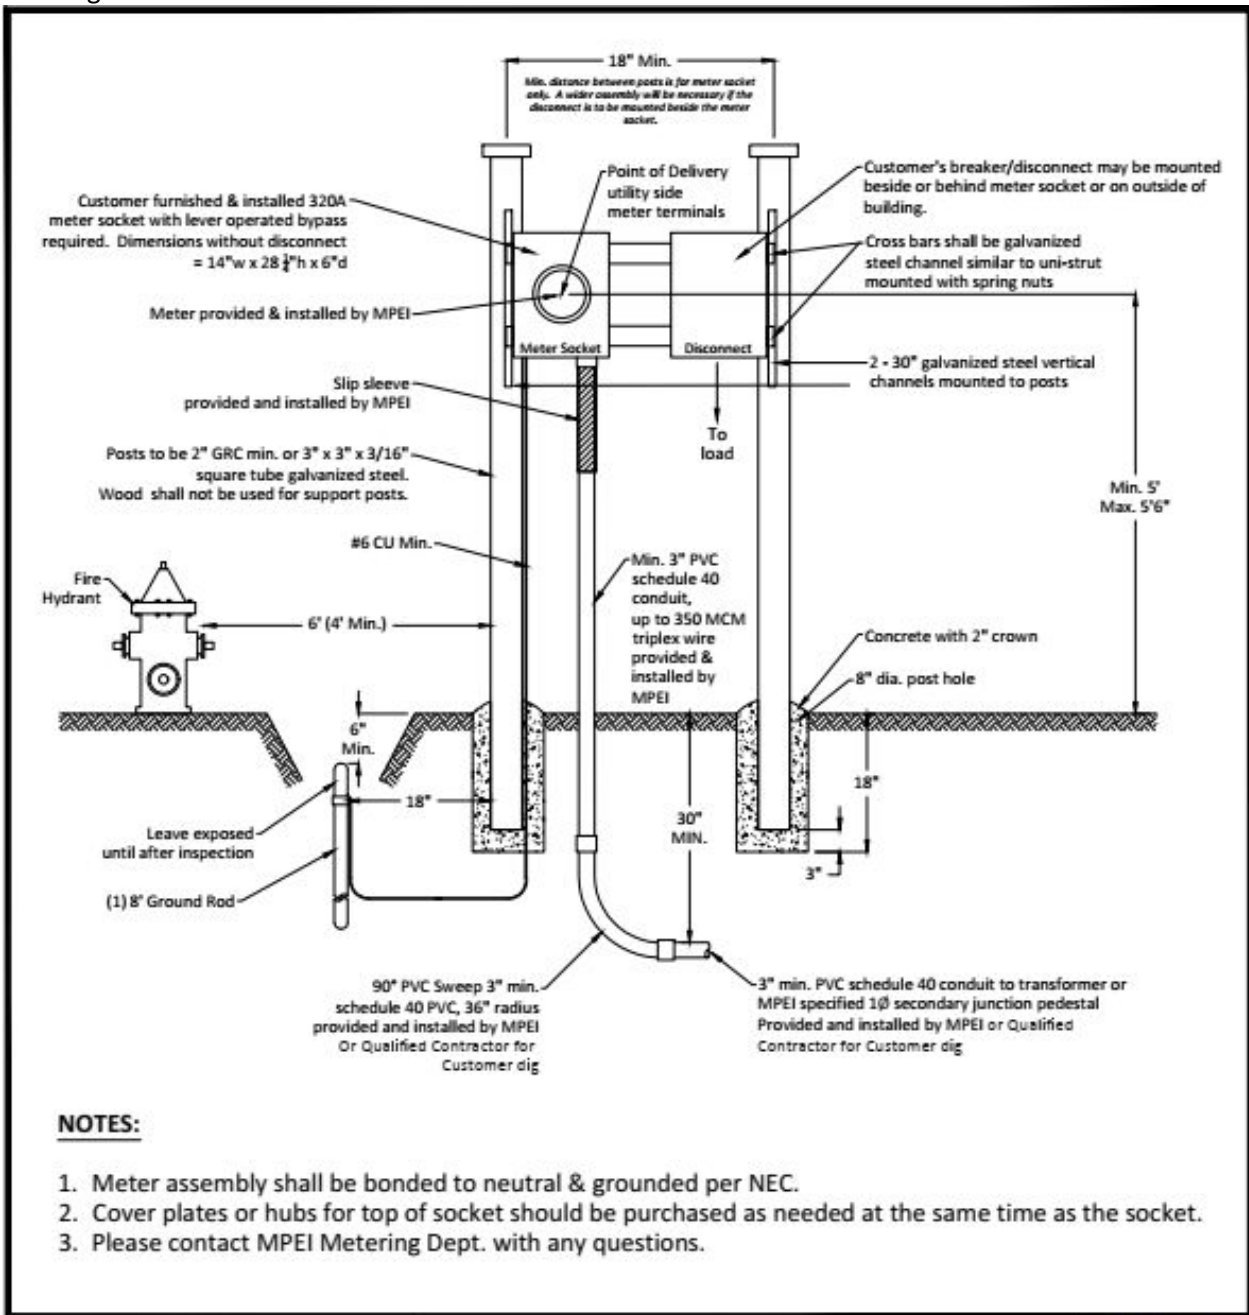 18" Min.
Min. distance between posts is for meter socket
only. A wider assembly will be necessary if the
disconnect is to be mounted beside the meter
socket.
Customer furnished & installed 320A
meter socket with lever operated bypass
required. Dimensions without disconnect
= 14"w x 28 ¼"h x 6"d
Point of Delivery
utility side
meter terminals
Customer's breaker/disconnect may be mounted
beside or behind meter socket or on outside of
building.
Cross bars shall be galvanized
steel channel similar to uni-strut
mounted with spring nuts
Meter provided & installed by MPEI
Meter Socket
Disconnect
2 - 30" galvanized steel vertical
channels mounted to posts
Slip sleeve
provided and installed by MPEI
To
load
Posts to be 2" GRC min. or 3" x 3" x 3/16"
square tube galvanized steel.
Wood shall not be used for support posts.
Min. 5'
Max. 5'6"
#6 CU Min.
Min. 3" PVC
schedule 40
conduit,
up to 350 MCM
triplex wire
provided &
installed by
MPEI
Fire
Hydrant
6' (4' Min.)
Concrete with 2" crown
8" dia. post hole
6"
Min.
18"
18"
30"
MIN.
3"
Leave exposed
until after inspection
(1) 8' Ground Rod
90° PVC Sweep 3" min.
schedule 40 PVC, 36" radius
provided and installed by MPEI
Or Qualified Contractor for
Customer dig
3" min. PVC schedule 40 conduit to transformer or
MPEI specified 1Ø secondary junction pedestal
Provided and installed by MPEI or Qualified
Contractor for Customer dig
NOTES:
1. Meter assembly shall be bonded to neutral & grounded per NEC.
2. Cover plates or hubs for top of socket should be purchased as needed at the same time as the socket.
3. Please contact MPEI Metering Dept. with any questions.